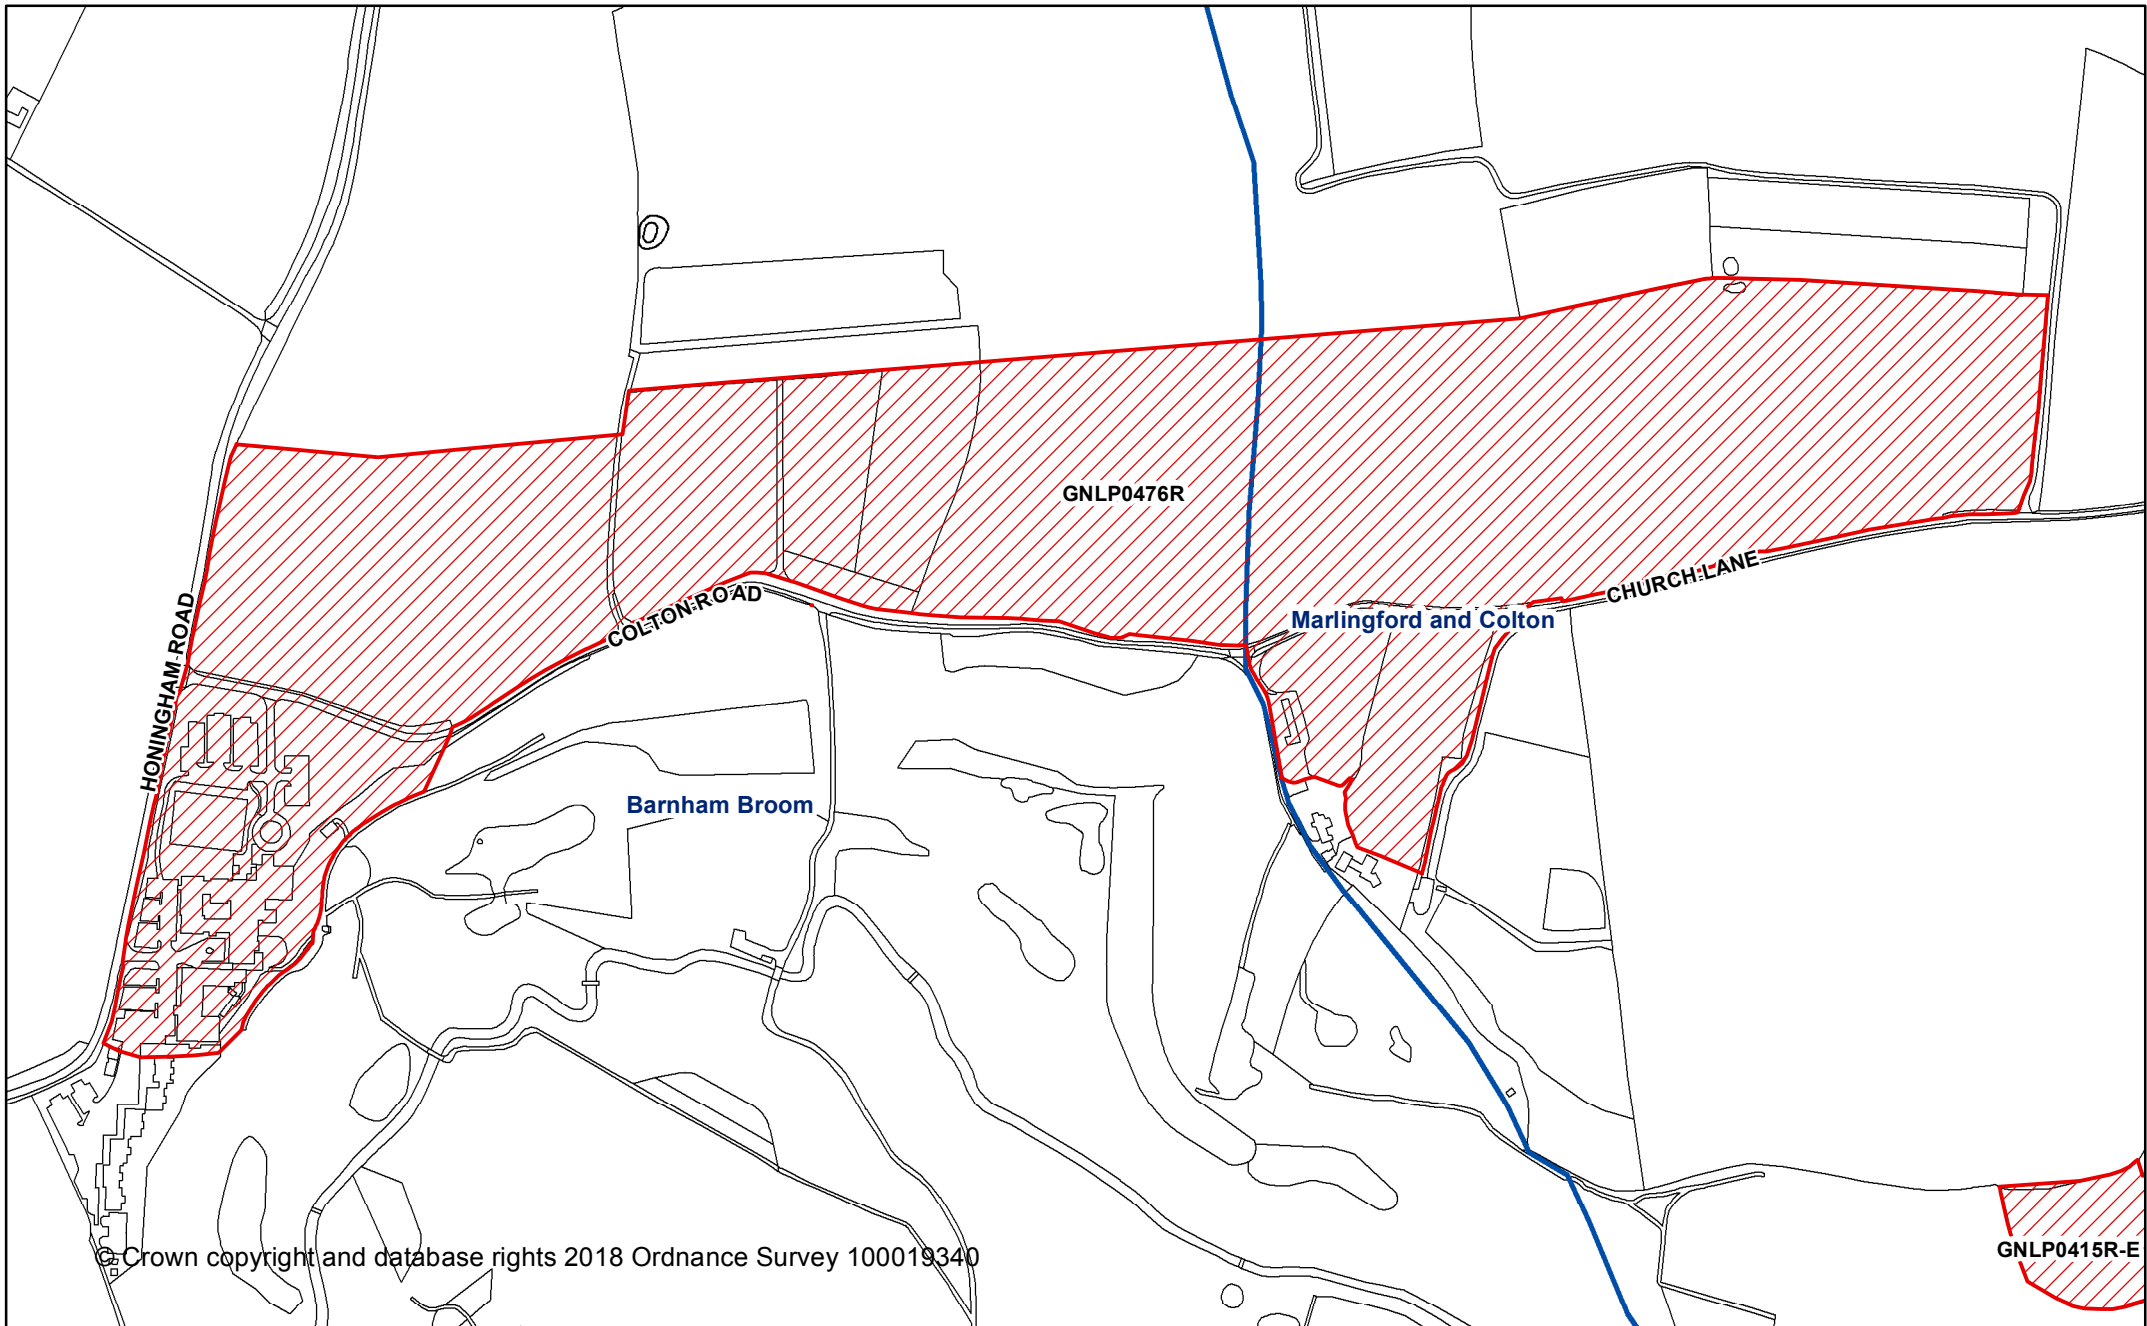 GNLP0476R
CHURCH LANE
COLTON ROAD
Marlingford and Colton
HONINGHAM ROAD
Barnham Broom
GNLP0415R-E
© Crown copyright and database rights 2018 Ordnance Survey 100019340